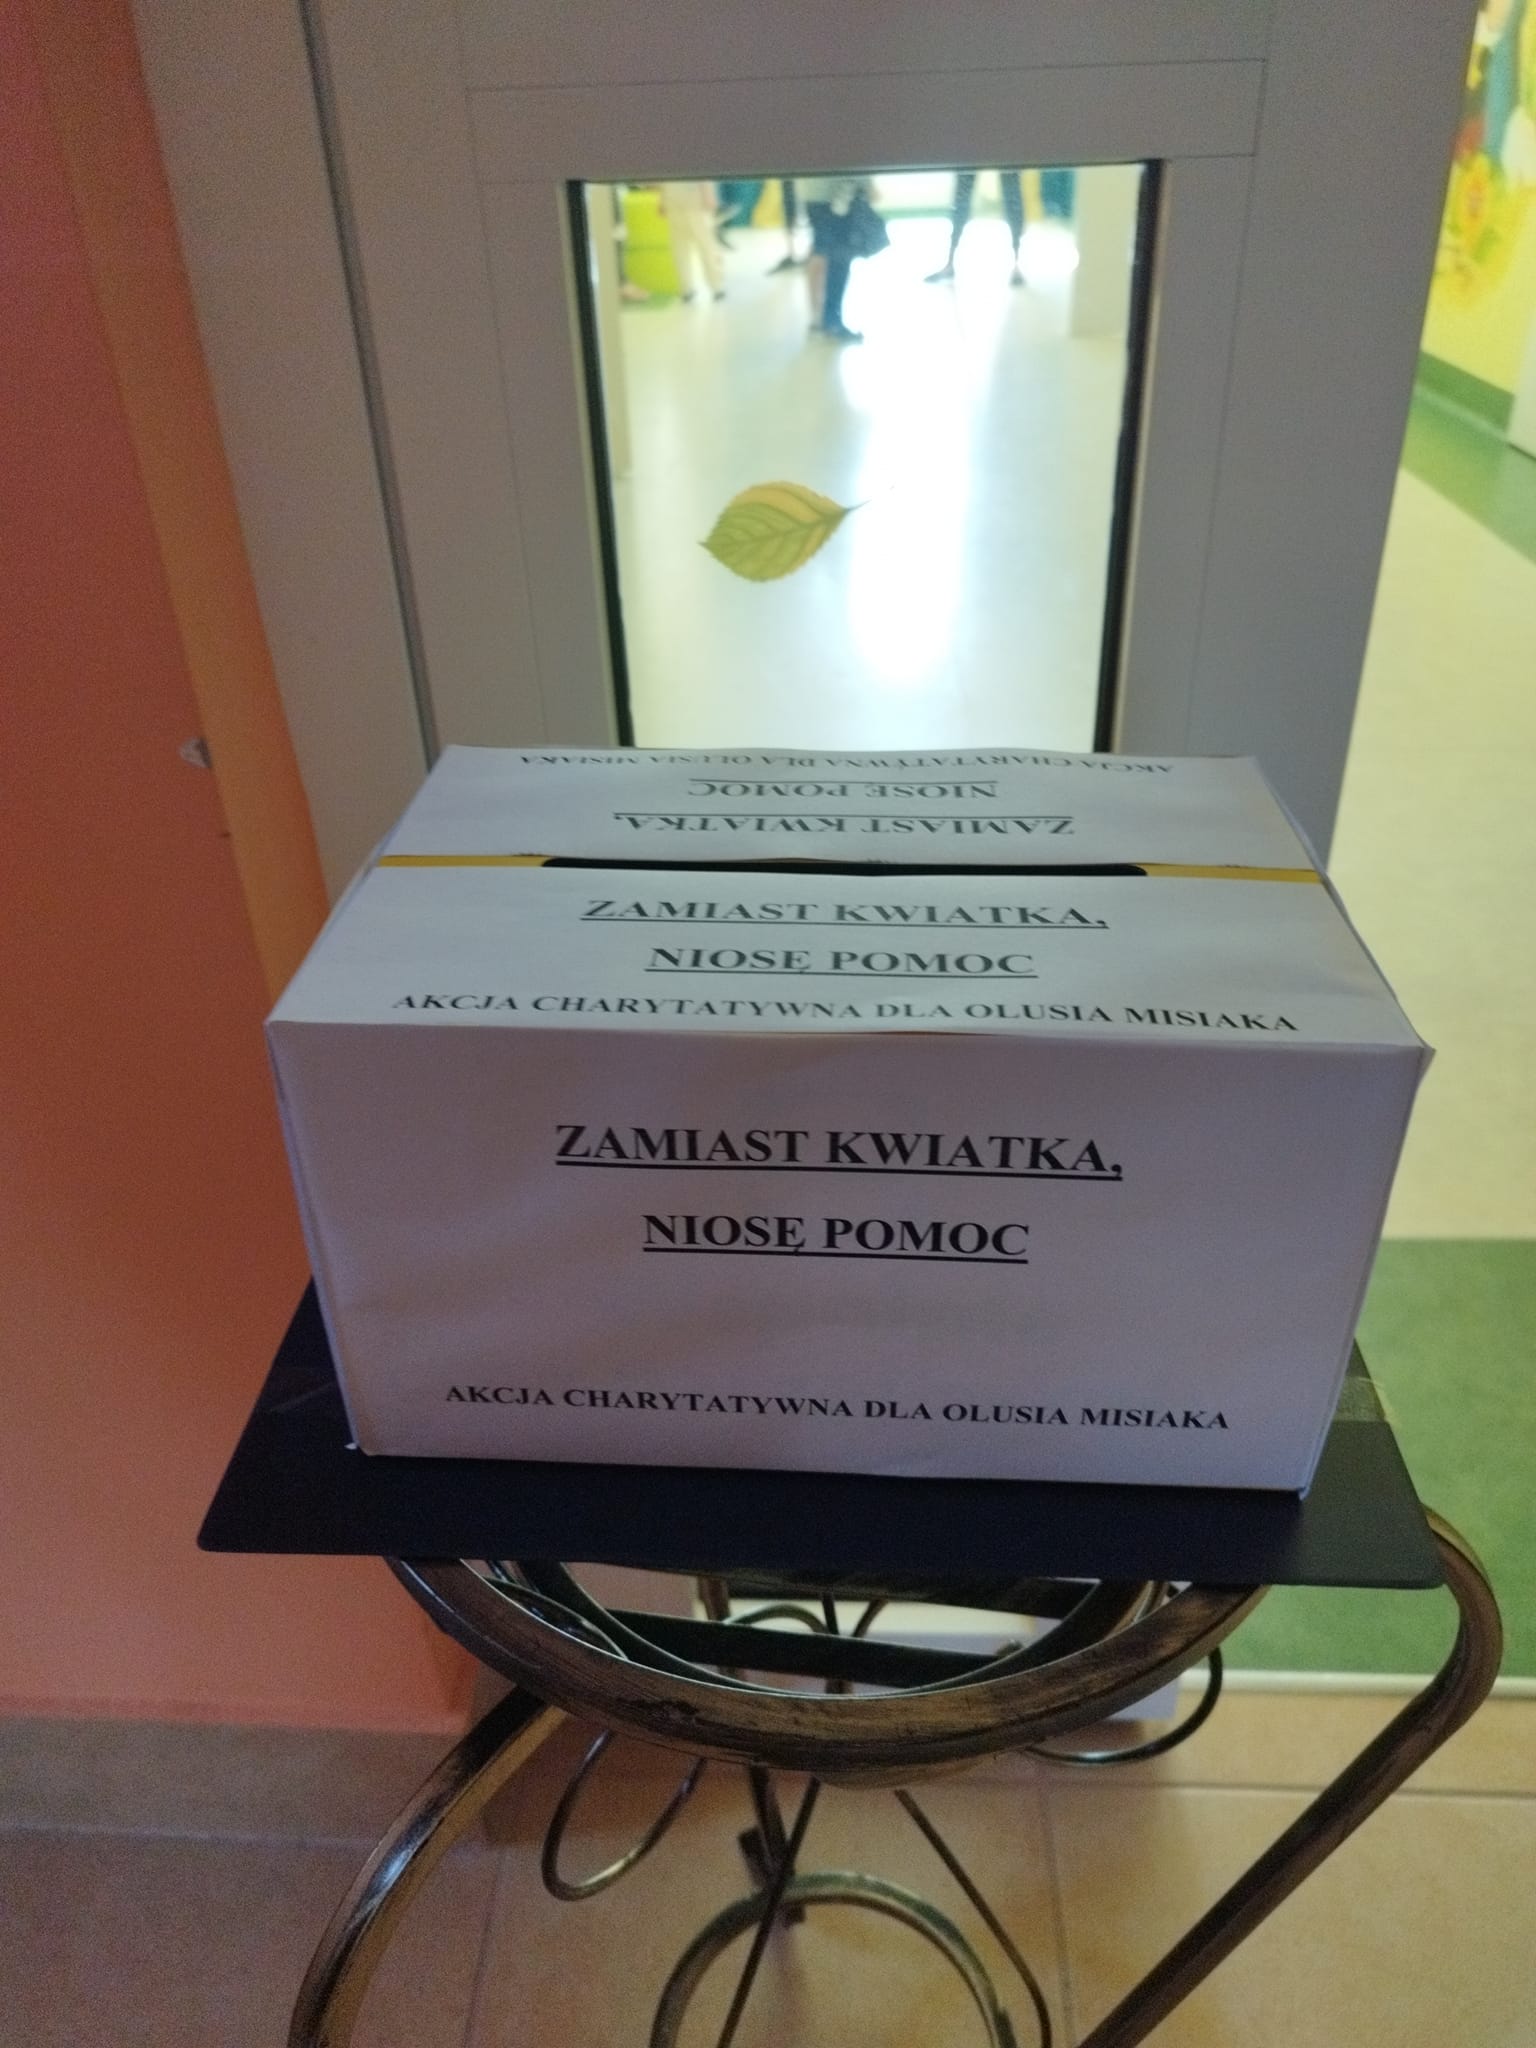 AKCJA CHARYTATYWNA DLA OLUSIA MISIAKA
NIOSĘ POMOC
ZAMIAST KWIATKA,
ZAMIAST KWIATKA,
NIOSĘ POMOC
AKCJA CHARYTATYWNA DLA OLUSIA MISIAKA
ZAMIAST KWIATKA,
NIOSĘ POMOC
AKCJA CHARYTATYWNA DLA OLUSIA MISIAKA